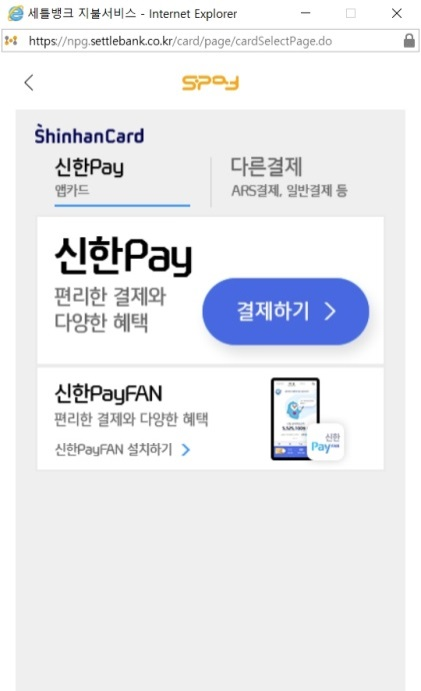 세틀뱅크 지불서비스 - Internet Explorer
https://npg.settlebank.co.kr/card/page/cardSelectPage.do
SPay
ShinhanCard
신한Pay
앱카드
다른결제
ARS결제, 일반결제 등
신한Pay
편리한 결제와
다양한 혜택
결제하기
신한PayFAN
편리한 결제와 다양한 혜택
신한PayFAN 설치하기
신한
Pay